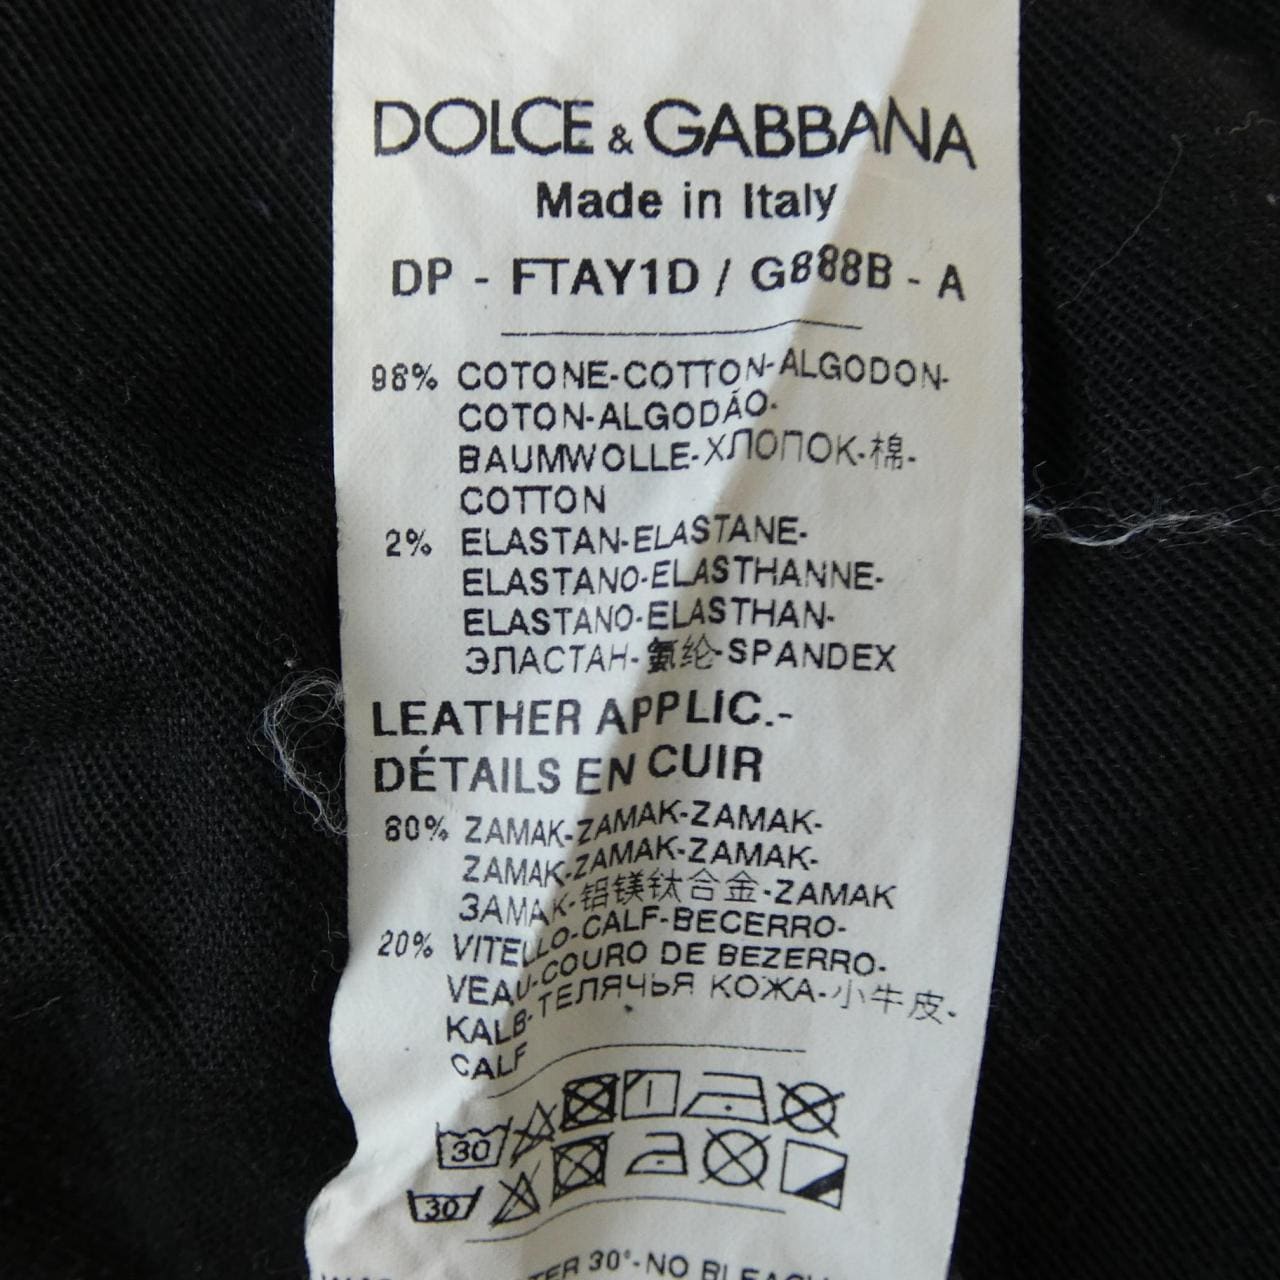 DOLCE & GABBANA
Made in Italy
DP - FTAY1D / G888B - A
98% COTONE-COTTON-ALGODON-
COTON-ALGODÃO-
BAUMWOLLE-ХЛОПОК-棉-
COTTON
2% ELASTAN-ELASTANE-
ELASTANO-ELASTHANNE-
ELASTANO-ELASTHAN-
ЭЛАСТАН-氨纶-SPANDEX
LEATHER APPLIC.-
DÉTAILS EN CUIR
80% ZAMAK-ZAMAK-ZAMAK-
ZAMAK-ZAMAK-ZAMAK-
ЗАМАК-铝镁钛合金-ZAMAK
20% VITELLO-CALF-BECERRO-
VEAU-COURO DE BEZERRO-
KALB-ТЕЛЯЧЬЯ КОЖА-小牛皮-
CALF
30
30
30°-NO BLEACH